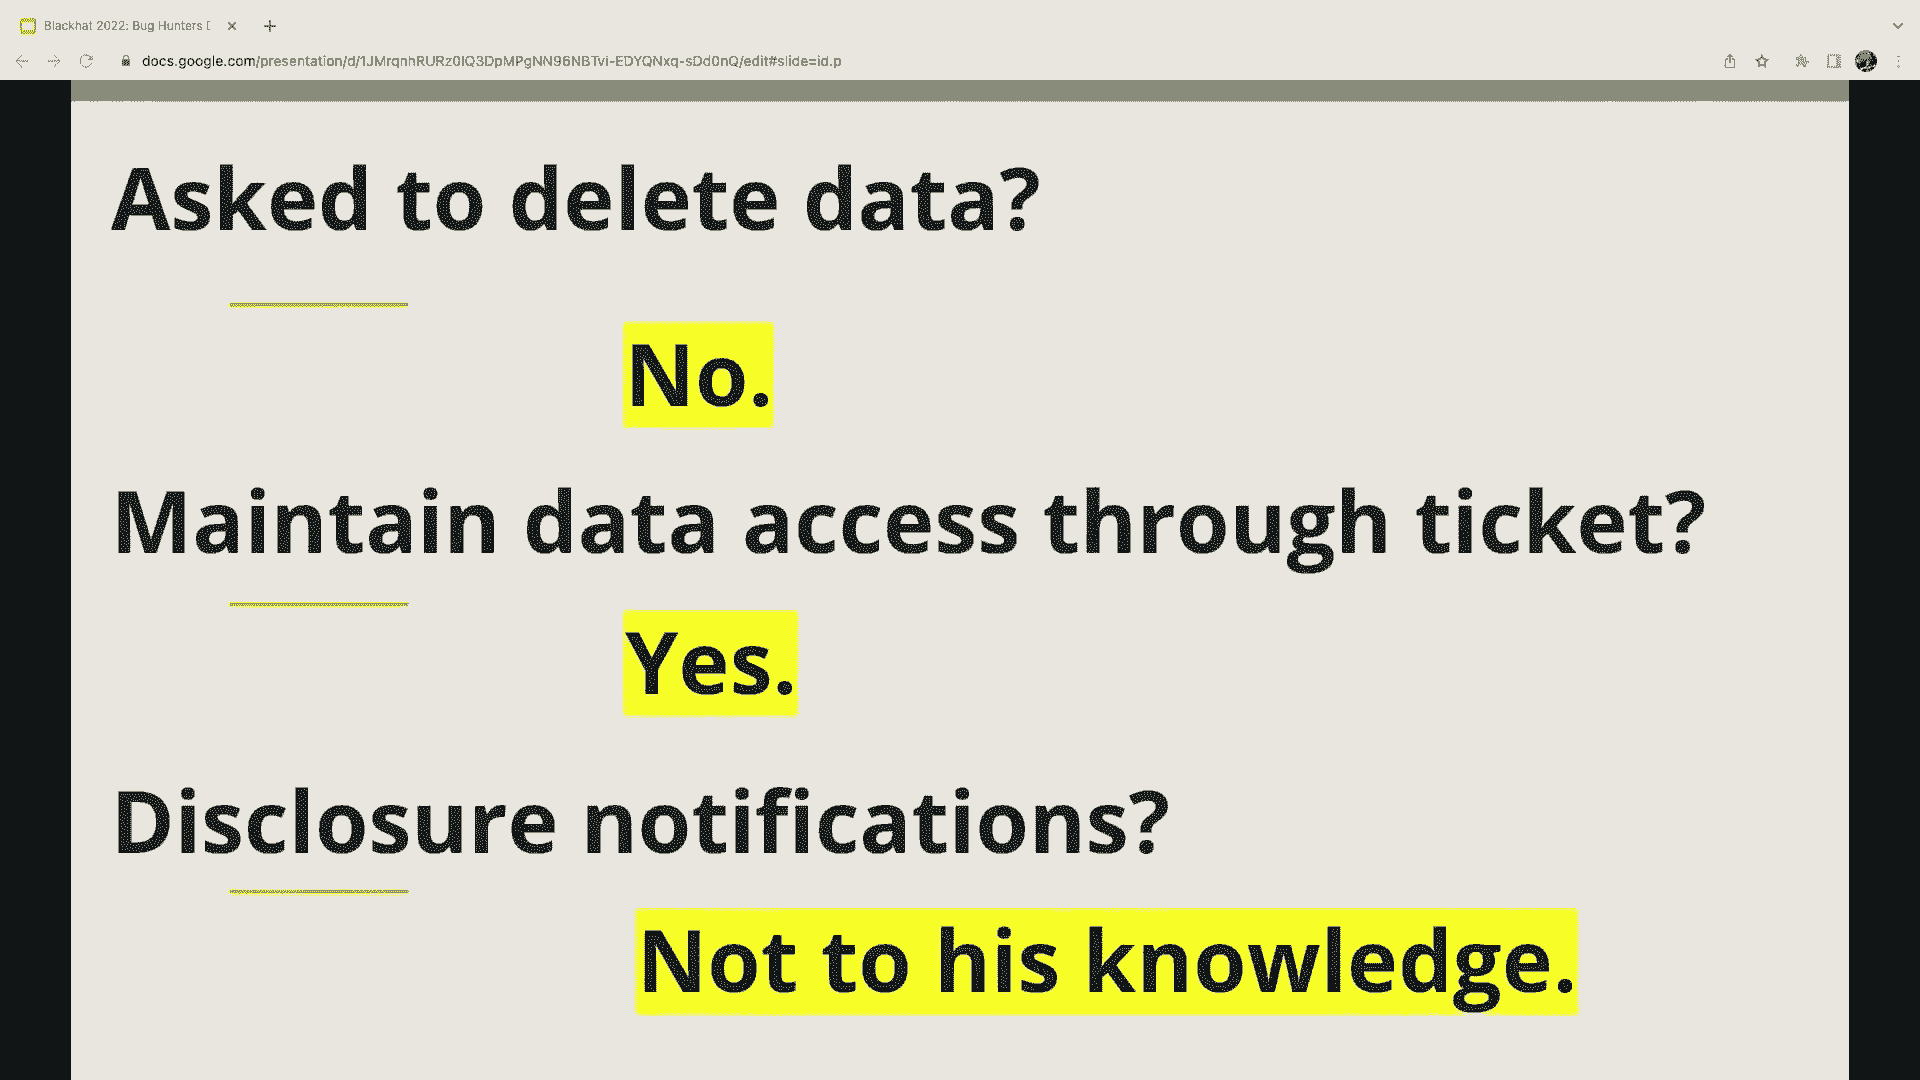 Blackhat 2022: Bug Hunters
docs.google.com/presentation/d/1JMrqnhRURz0lQ3DpMPgNN96NBTvi-EDYQNxq-sDd0nQ/edit#slide=id.p
Asked to delete data?
No.
Maintain data access through ticket?
Yes.
Disclosure notifications?
Not to his knowledge.